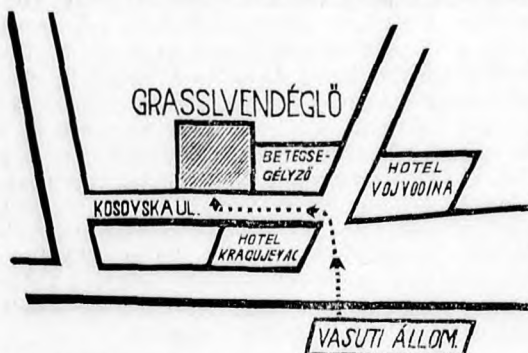 GRASSLVENDÉGLŐ
BETEGSE-
GÉLYZŐ
HOTEL
VOJVODINA
KOSOVSKA UL.
HOTEL
KRAGUJEVAC
VASUTI ÁLLOM.